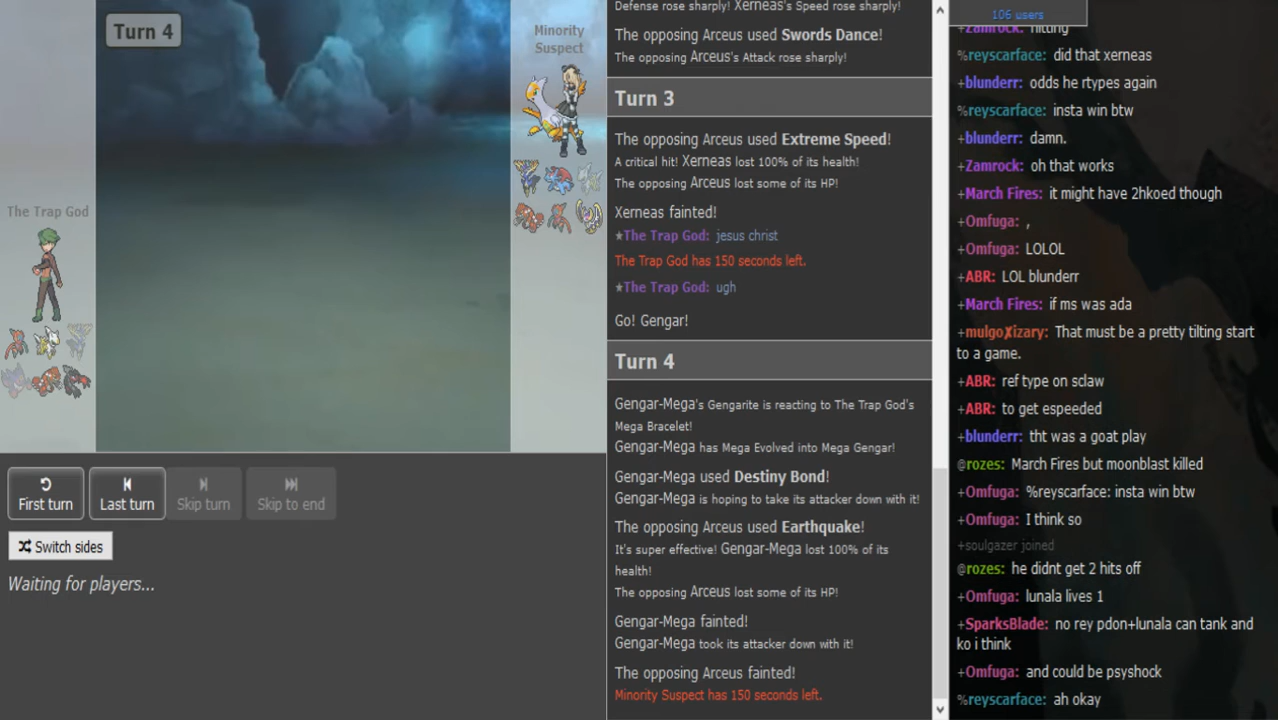 Turn 4
Minority
Suspect
The Trap God
First turn
Last turn
Skip turn
Skip to end
Switch sides
Waiting for players...
Defense rose sharply! Xerneas's Speed rose sharply!
The opposing Arceus used Swords Dance!
The opposing Arceus's Attack rose sharply!
Turn 3
The opposing Arceus used Extreme Speed!
A critical hit! Xerneas lost 100% of its health!
The opposing Arceus lost some of its HP!
Xerneas fainted!
★The Trap God: jesus christ
The Trap God has 150 seconds left.
★The Trap God: ugh
Go! Gengar!
Turn 4
Gengar-Mega's Gengarite is reacting to The Trap God's
Mega Bracelet!
Gengar-Mega has Mega Evolved into Mega Gengar!
Gengar-Mega used Destiny Bond!
Gengar-Mega is hoping to take its attacker down with it!
The opposing Arceus used Earthquake!
It's super effective! Gengar-Mega lost 100% of its
health!
The opposing Arceus lost some of its HP!
Gengar-Mega fainted!
Gengar-Mega took its attacker down with it!
The opposing Arceus fainted!
Minority Suspect has 150 seconds left.
106 users
+Zamrock: hitting
%reyscarface: did that xerneas
+blunderr: odds he rtypes again
%reyscarface: insta win btw
+blunderr: damn.
+Zamrock: oh that works
+March Fires: it might have 2hkoed though
+Omfuga: ,
+Omfuga: LOLOL
+ABR: LOL blunderr
+March Fires: if ms was ada
+mulgo✗izary: That must be a pretty tilting start
to a game.
+ABR: ref type on sclaw
+ABR: to get espeeded
+blunderr: tht was a goat play
@rozes: March Fires but moonblast killed
+Omfuga: %reyscarface: insta win btw
+Omfuga: I think so
+soulgazer joined
@rozes: he didnt get 2 hits off
+Omfuga: lunala lives 1
+SparksBlade: no rey pdon+lunala can tank and
ko i think
+Omfuga: and could be psyshock
%reyscarface: ah okay